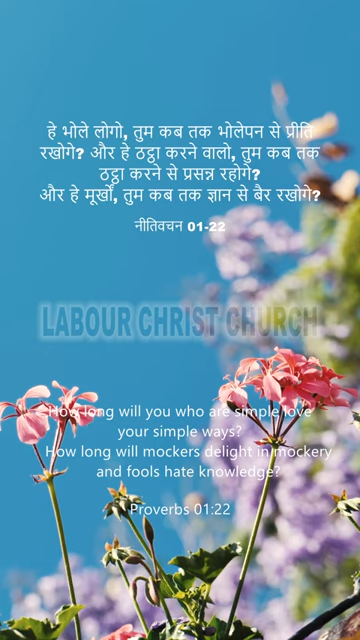 हे भोले लोगो, तुम कब तक भोलेपन से प्रीति
रखोगे? और हे ठट्ठा करने वालो, तुम कब तक
ठट्ठा करने से प्रसन्न रहोगे?
और हे मूर्खों, तुम कब तक ज्ञान से बैर रखोगे?
नीतिवचन 01-22
LABOUR CHRIST CHURCH
How long will you who are simple love
your simple ways?
How long will mockers delight in mockery
and fools hate knowledge?
Proverbs 01:22